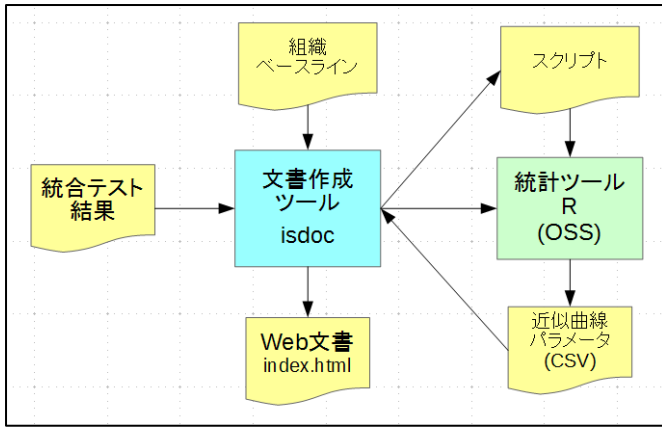 組織
ベースライン
スクリプト
統合テスト
結果
文書作成
ツール
isdoc
統計ツール
R
(OSS)
Web文書
index.html
近似曲線
パラメータ
(CSV)